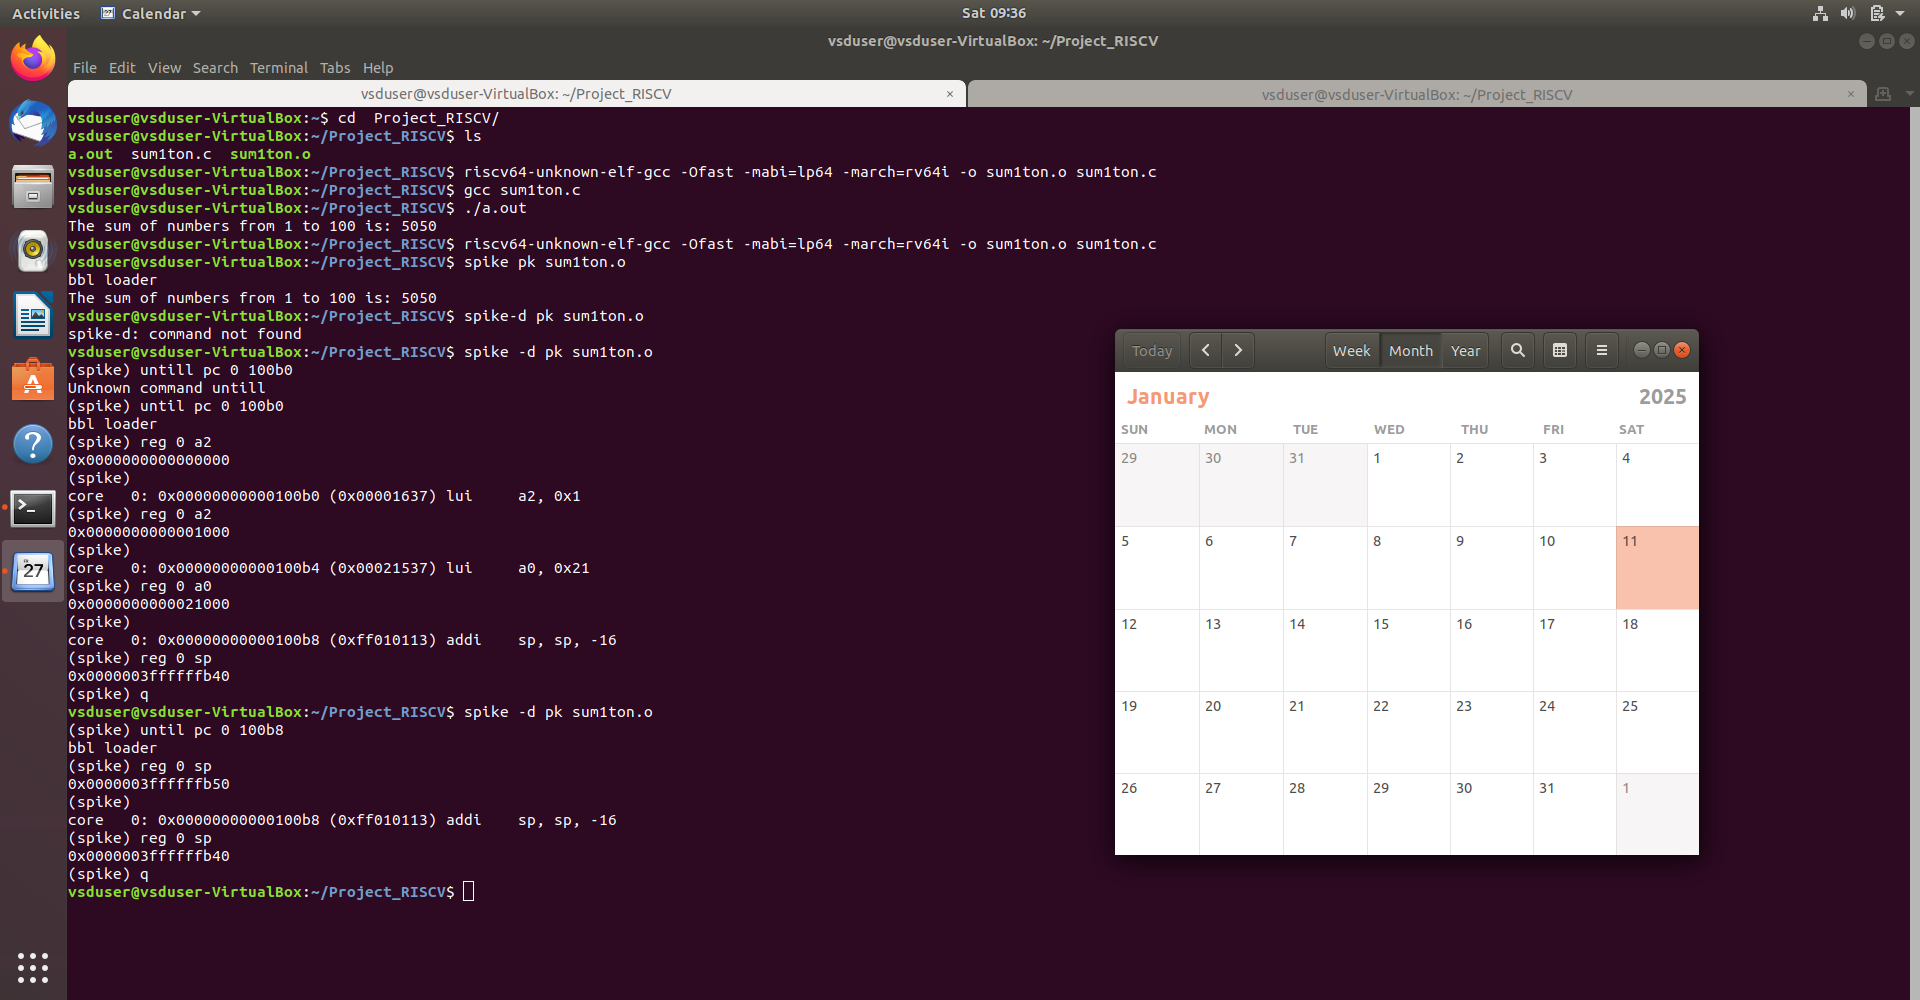 Activities Calendar Sat 09:36
vsduser@vsduser-VirtualBox: ~/Project_RISCV
File Edit View Search Terminal Tabs Help
vsduser@vsduser-VirtualBox: ~/Project_RISCV × vsduser@vsduser-VirtualBox: ~/Project_RISCV ×
vsduser@vsduser-VirtualBox:~$ cd  Project_RISCV/
vsduser@vsduser-VirtualBox:~/Project_RISCV$ ls
a.out  sum1ton.c  sum1ton.o
vsduser@vsduser-VirtualBox:~/Project_RISCV$ riscv64-unknown-elf-gcc -Ofast -mabi=lp64 -march=rv64i -o sum1ton.o sum1ton.c
vsduser@vsduser-VirtualBox:~/Project_RISCV$ gcc sum1ton.c
vsduser@vsduser-VirtualBox:~/Project_RISCV$ ./a.out
The sum of numbers from 1 to 100 is: 5050
vsduser@vsduser-VirtualBox:~/Project_RISCV$ riscv64-unknown-elf-gcc -Ofast -mabi=lp64 -march=rv64i -o sum1ton.o sum1ton.c
vsduser@vsduser-VirtualBox:~/Project_RISCV$ spike pk sum1ton.o
bbl loader
The sum of numbers from 1 to 100 is: 5050
vsduser@vsduser-VirtualBox:~/Project_RISCV$ spike-d pk sum1ton.o
spike-d: command not found
vsduser@vsduser-VirtualBox:~/Project_RISCV$ spike -d pk sum1ton.o
(spike) untill pc 0 100b0
Unknown command untill
(spike) until pc 0 100b0
bbl loader
(spike) reg 0 a2
0x0000000000000000
(spike)
core   0: 0x00000000000100b0 (0x00001637) lui     a2, 0x1
(spike) reg 0 a2
0x0000000000001000
(spike)
core   0: 0x00000000000100b4 (0x00021537) lui     a0, 0x21
(spike) reg 0 a0
0x0000000000021000
(spike)
core   0: 0x00000000000100b8 (0xff010113) addi    sp, sp, -16
(spike) reg 0 sp
0x0000003ffffffb40
(spike) q
vsduser@vsduser-VirtualBox:~/Project_RISCV$ spike -d pk sum1ton.o
(spike) until pc 0 100b8
bbl loader
(spike) reg 0 sp
0x0000003ffffffb50
(spike)
core   0: 0x00000000000100b8 (0xff010113) addi    sp, sp, -16
(spike) reg 0 sp
0x0000003ffffffb40
(spike) q
vsduser@vsduser-VirtualBox:~/Project_RISCV$
27
Today Week Month Year
January 2025
SUN MON TUE WED THU FRI SAT
29 30 31 1 2 3 4
5 6 7 8 9 10 11
12 13 14 15 16 17 18
19 20 21 22 23 24 25
26 27 28 29 30 31 1